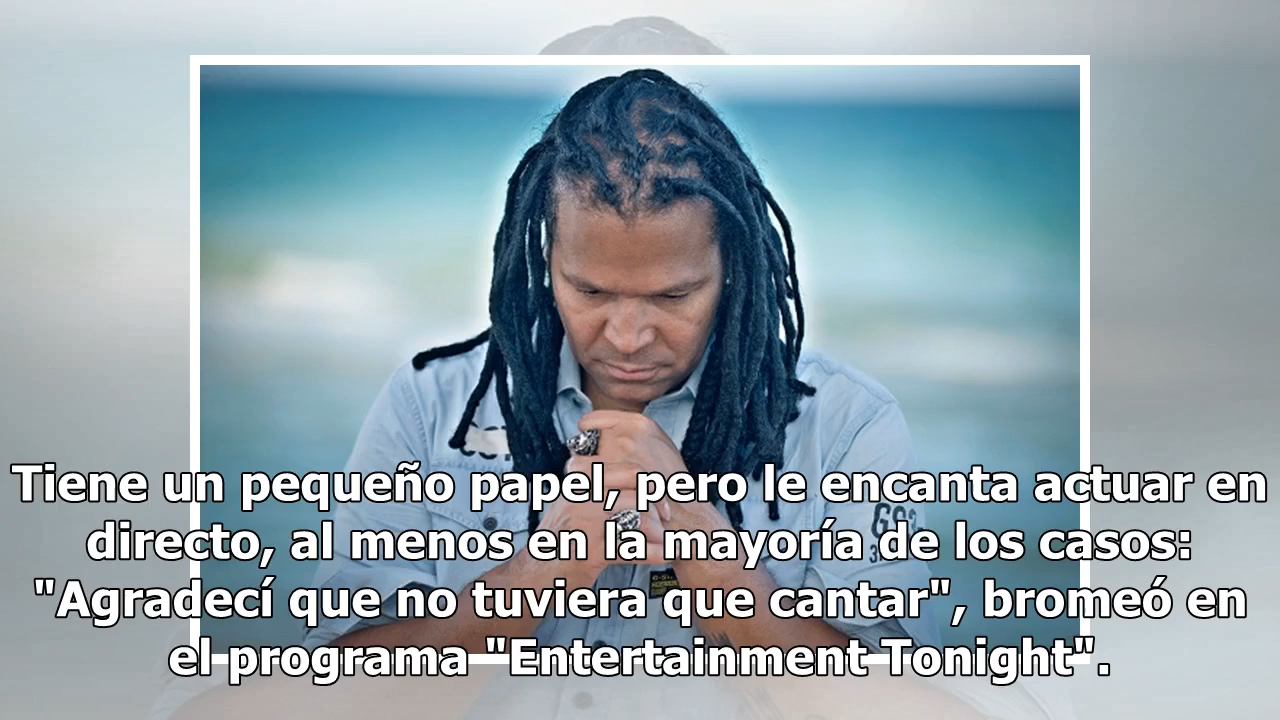 Tiene un pequeño papel, pero le encanta actuar en
directo, al menos en la mayoría de los casos:
"Agradecí que no tuviera que cantar", bromeó en
el programa "Entertainment Tonight".